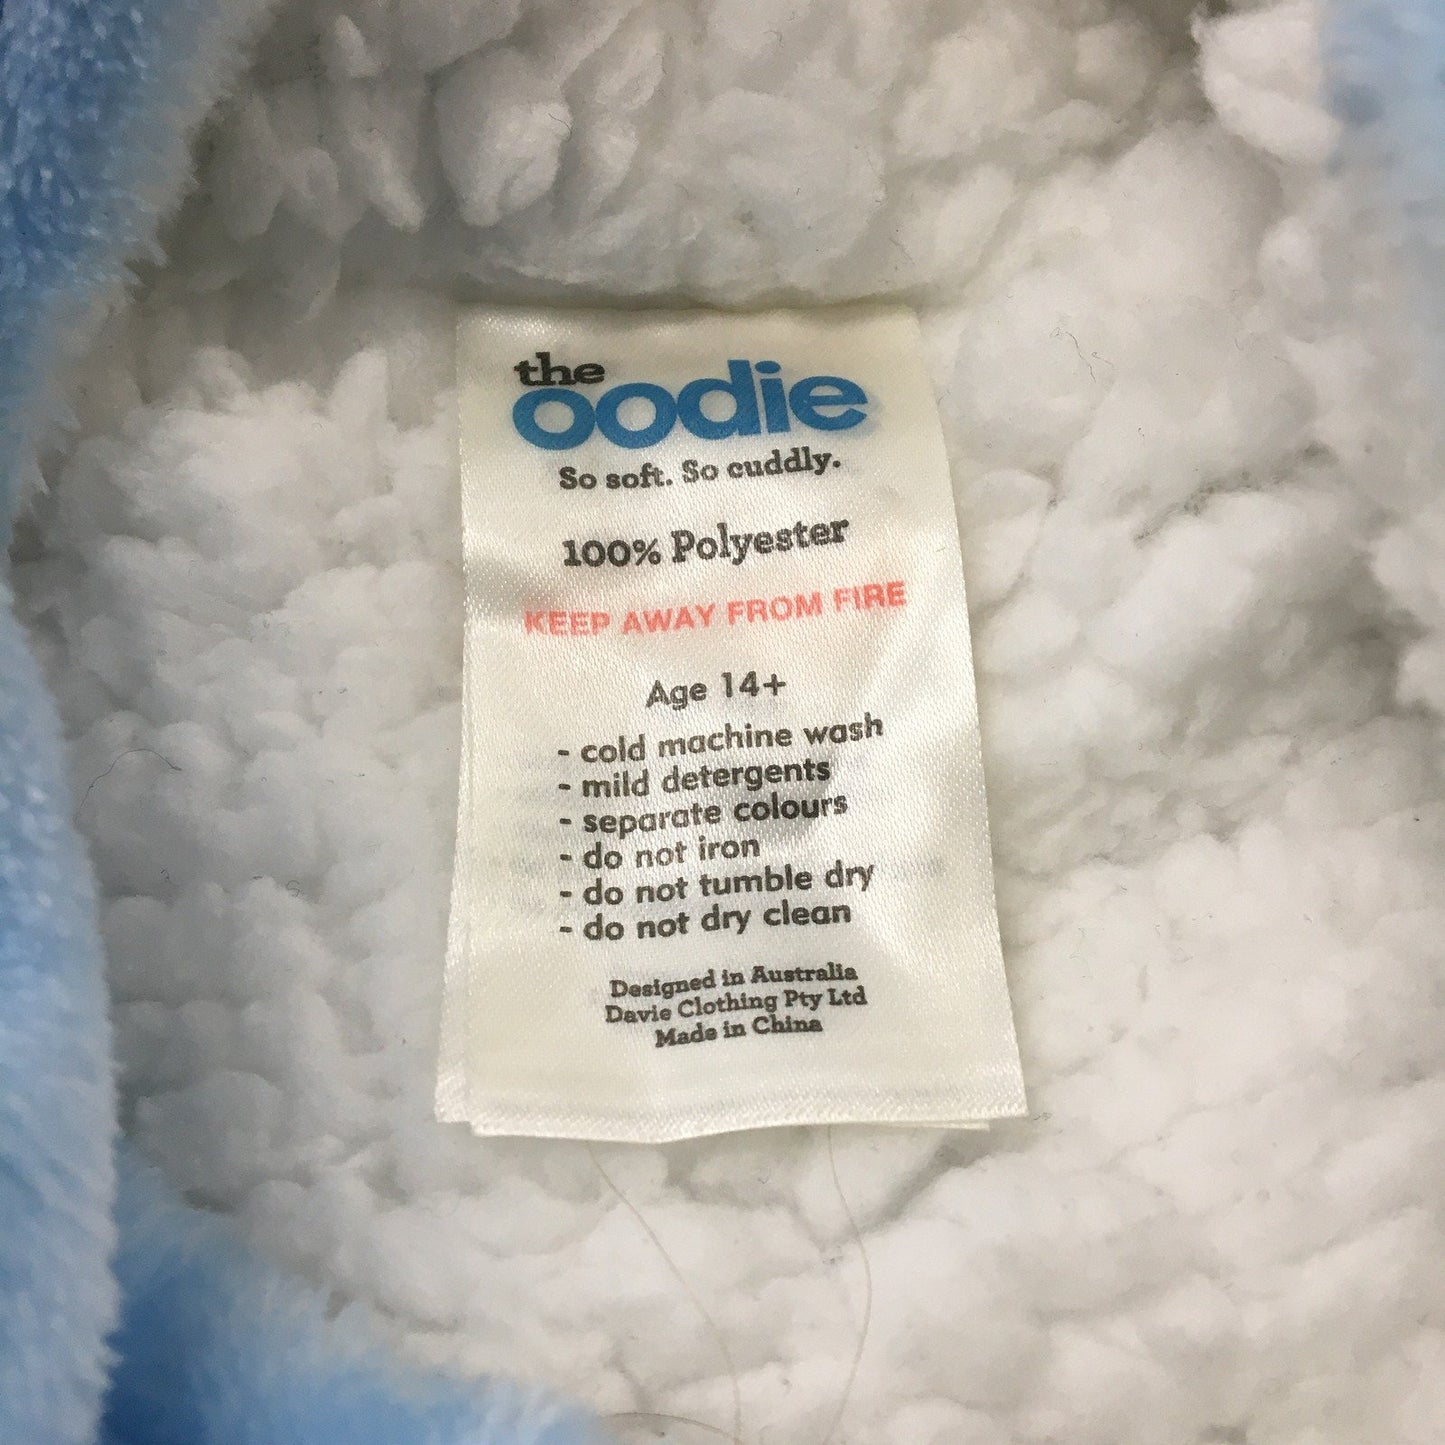 the
oodie
So soft. So cuddly.
100% Polyester
KEEP AWAY FROM FIRE
Age 14+
- cold machine wash
- mild detergents
- separate colours
- do not iron
- do not tumble dry
- do not dry clean
Designed in Australia
Davie Clothing Pty Ltd
Made in China